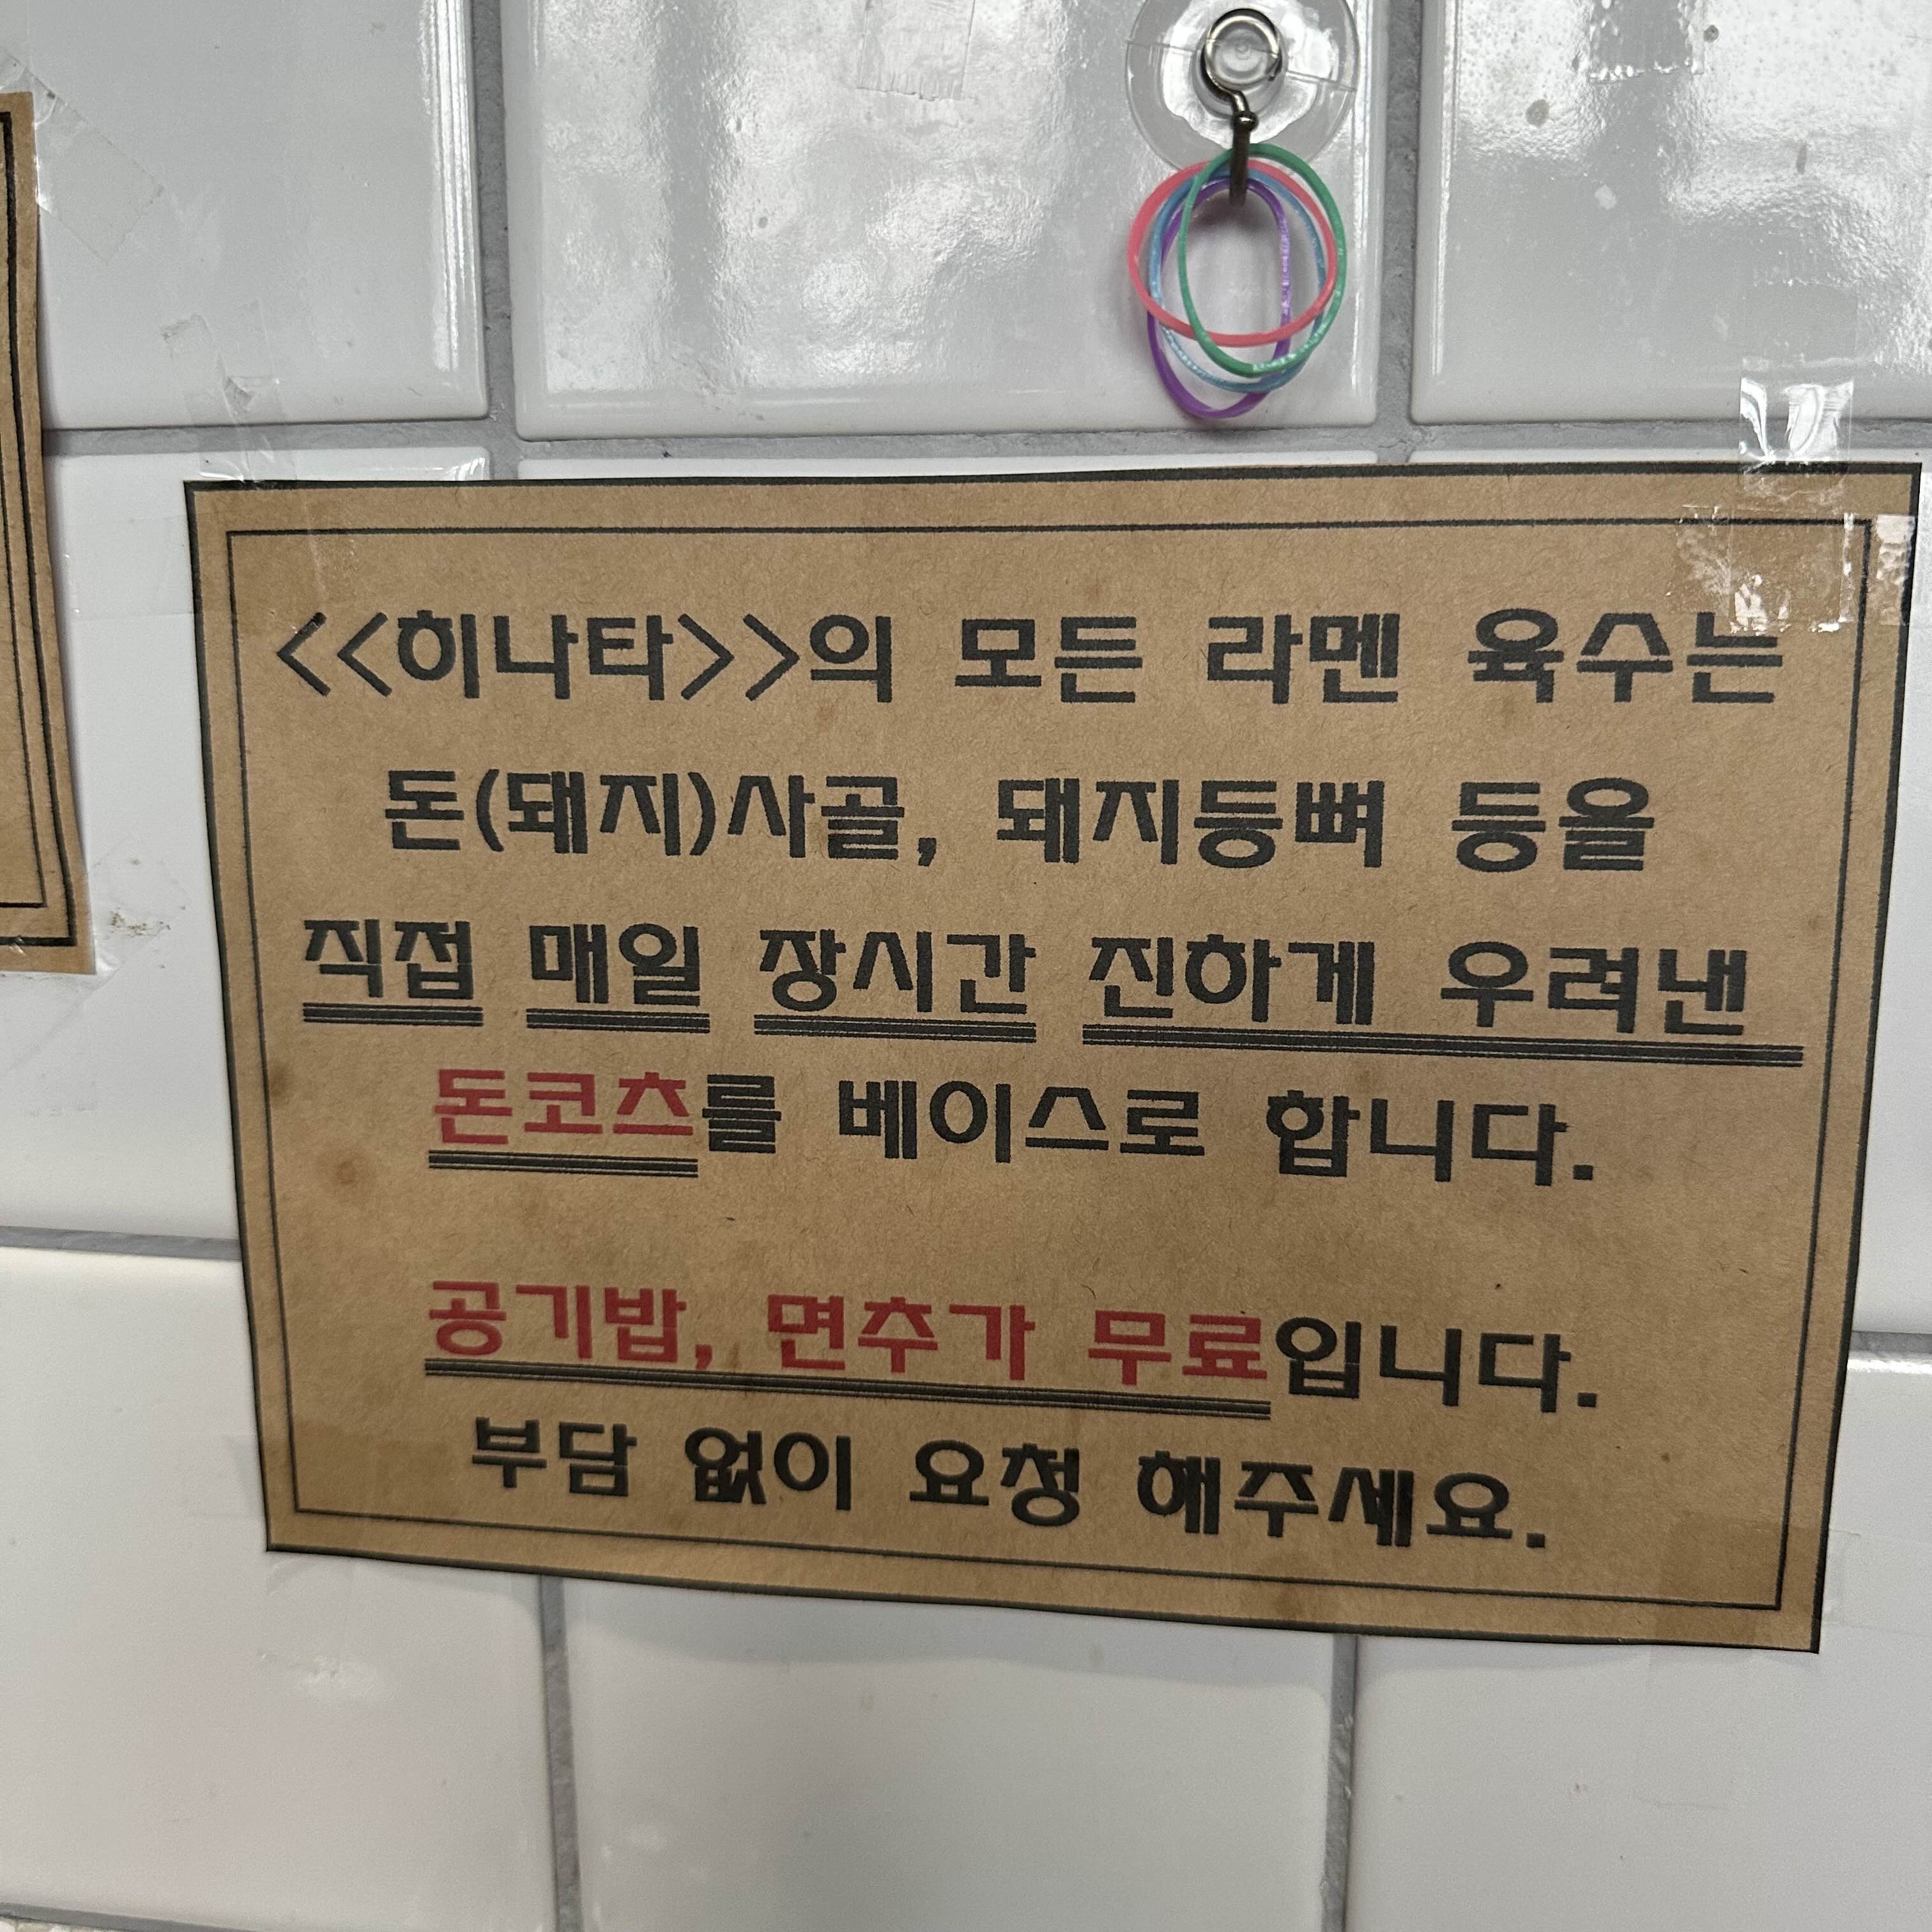 <<히나타>>의 모든 라멘 육수는
돈(돼지)사골, 돼지등뼈 등을
직접 매일 장시간 진하게 우려낸
돈코츠를 베이스로 합니다.
공기밥, 면추가 무료입니다.
부담 없이 요청 해주세요.